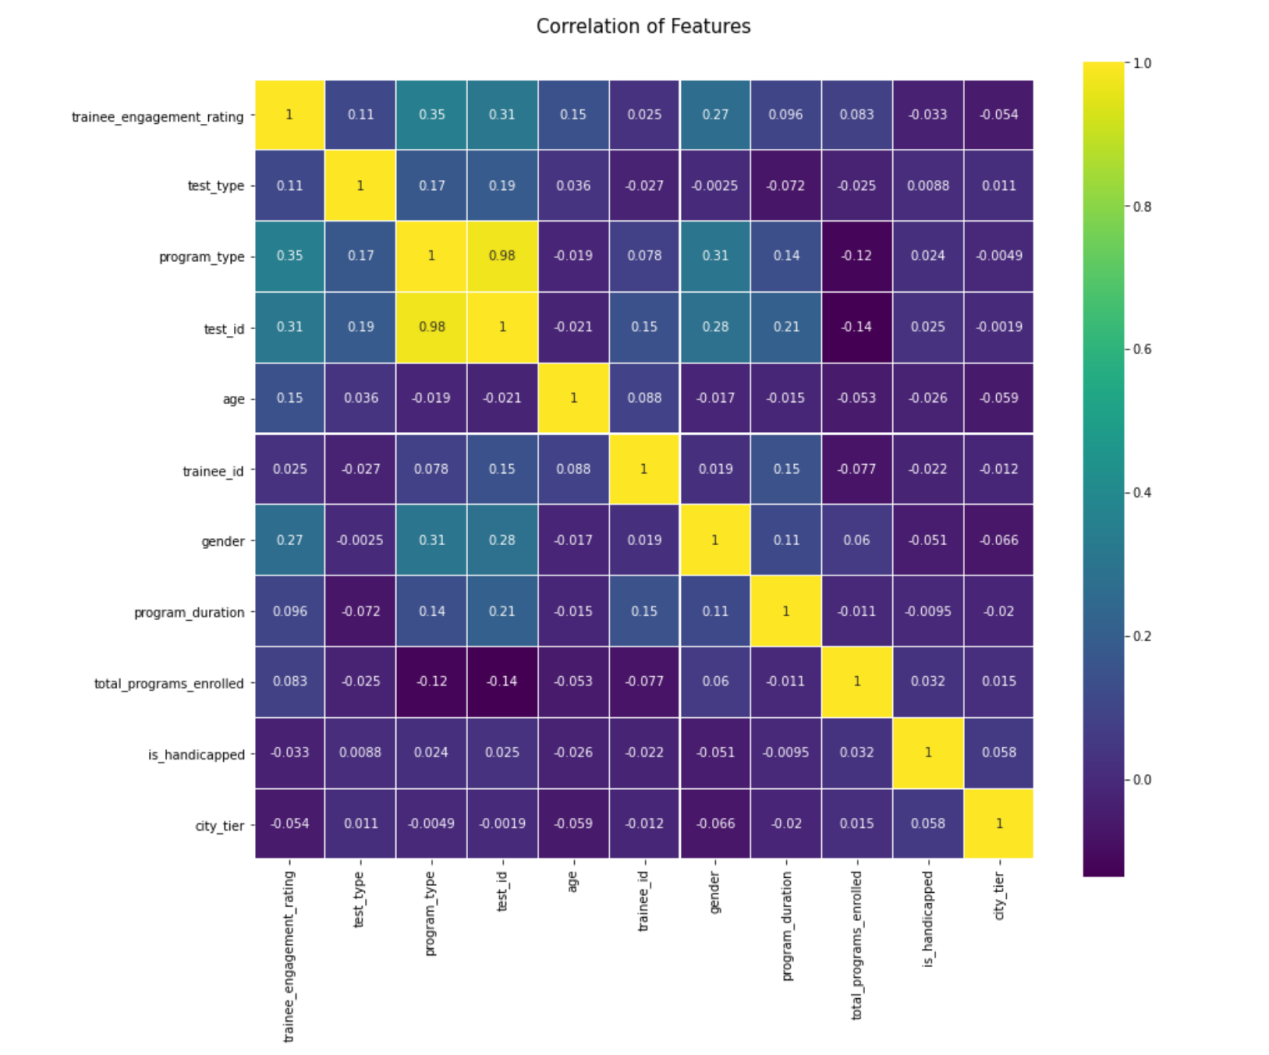 Correlation of Features
trainee_engagement_rating 1 0.11 0.35 0.31 0.15 0.025 0.27 0.096 0.083 -0.033 -0.054
test_type 0.11 1 0.17 0.19 0.036 -0.027 -0.0025 -0.072 -0.025 0.0088 0.011
program_type 0.35 0.17 1 0.98 -0.019 0.078 0.31 0.14 -0.12 0.024 -0.0049
test_id 0.31 0.19 0.98 1 -0.021 0.15 0.28 0.21 -0.14 0.025 -0.0019
age 0.15 0.036 -0.019 -0.021 1 0.088 -0.017 -0.015 -0.053 -0.026 -0.059
trainee_id 0.025 -0.027 0.078 0.15 0.088 1 0.019 0.15 -0.077 -0.022 -0.012
gender 0.27 -0.0025 0.31 0.28 -0.017 0.019 1 0.11 0.06 -0.051 -0.066
program_duration 0.096 -0.072 0.14 0.21 -0.015 0.15 0.11 1 -0.011 -0.0095 -0.02
total_programs_enrolled 0.083 -0.025 -0.12 -0.14 -0.053 -0.077 0.06 -0.011 1 0.032 0.015
is_handicapped -0.033 0.0088 0.024 0.025 -0.026 -0.022 -0.051 -0.0095 0.032 1 0.058
city_tier -0.054 0.011 -0.0049 -0.0019 -0.059 -0.012 -0.066 -0.02 0.015 0.058 1
trainee_engagement_rating
test_type
program_type
test_id
age
trainee_id
gender
program_duration
total_programs_enrolled
is_handicapped
city_tier
1.0
0.8
0.6
0.4
0.2
0.0